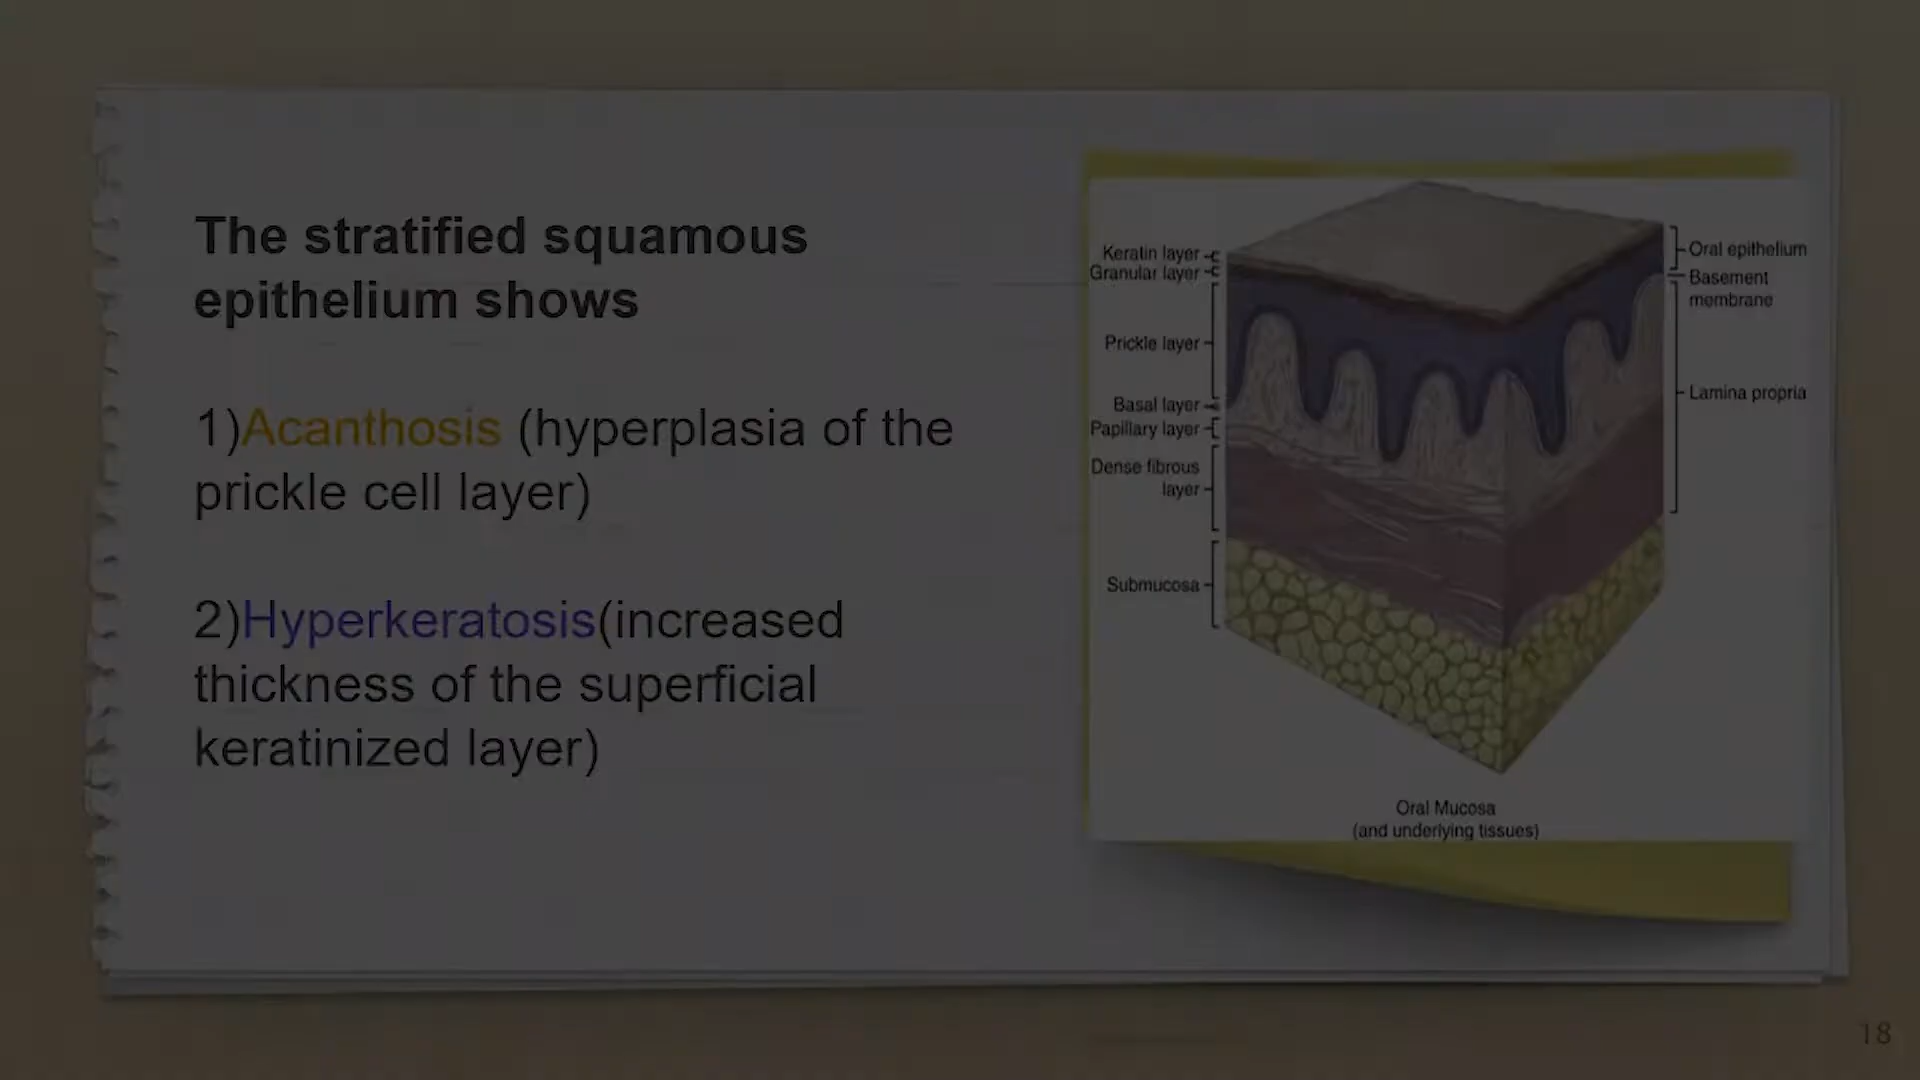 The stratified squamous
epithelium shows
1)Acanthosis (hyperplasia of the
prickle cell layer)
2)Hyperkeratosis(increased
thickness of the superficial
keratinized layer)
Keratin layer
Granular layer
Prickle layer
Basal layer
Papillary layer
Dense fibrous
layer
Submucosa
Oral epithelium
Basement
membrane
Lamina propria
Oral Mucosa
(and underlying tissues)
18